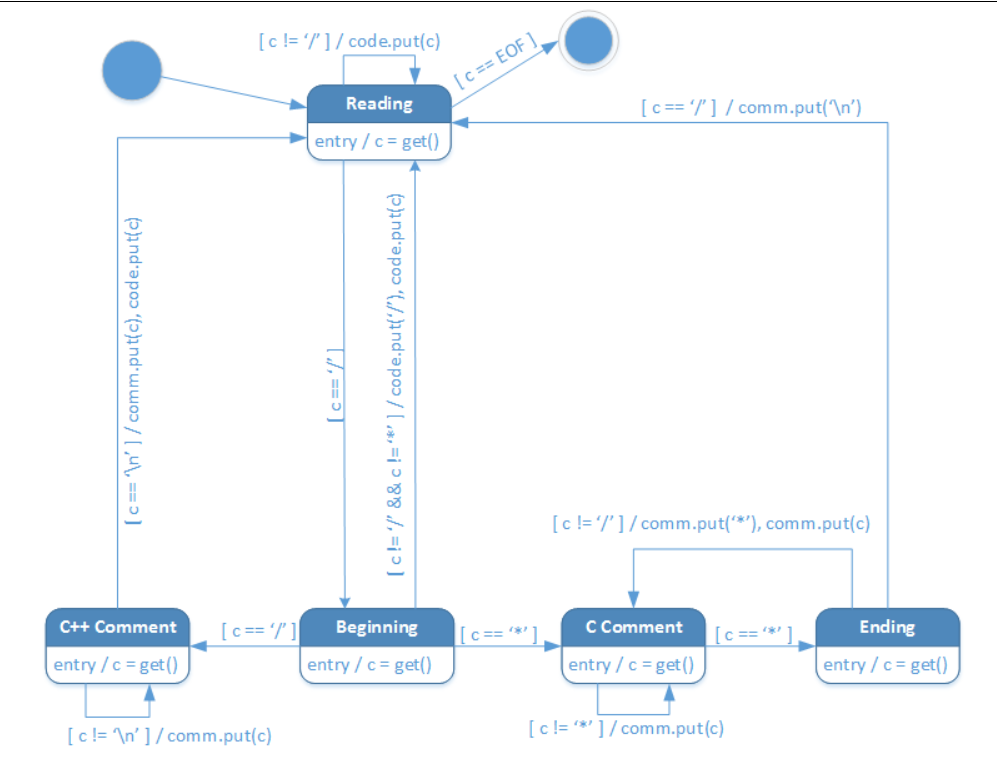 [ c != ‘/’ ] / code.put(c)
[ c == EOF ]
Reading
entry / c = get()
[ c == ‘/’ ] / comm.put(‘\n’)
[ c == ‘\n’ ] / comm.put(c), code.put(c)
[ c == ‘/’ ]
[ c != ‘/’ && c != ‘*’ ] / code.put(‘/’), code.put(c)
[ c != ‘/’ ] / comm.put(‘*’), comm.put(c)
C++ Comment
entry / c = get()
[ c == ‘/’ ]
Beginning
entry / c = get()
[ c == ‘*’ ]
C Comment
entry / c = get()
[ c == ‘*’ ]
Ending
entry / c = get()
[ c != ‘\n’ ] / comm.put(c)
[ c != ‘*’ ] / comm.put(c)